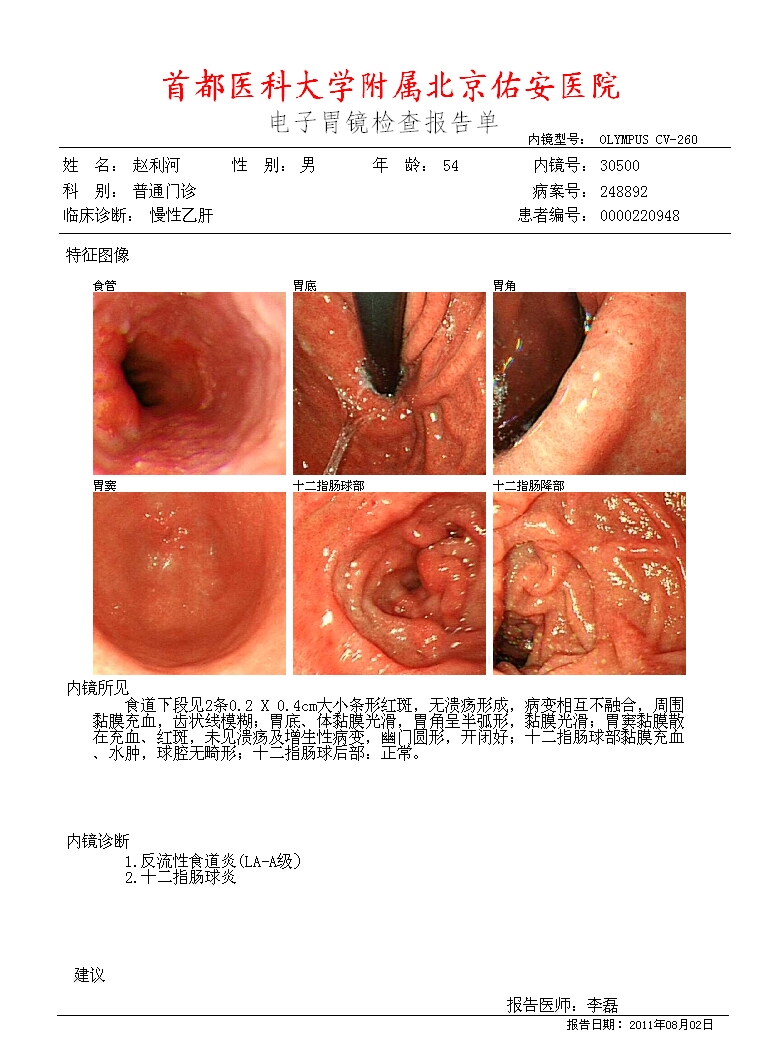 首都医科大学附属北京佑安医院
电子胃镜检查报告单
内镜型号： OLYMPUS CV-260
姓 名： 赵利河 性 别： 男 年 龄： 54 内镜号： 30500
科 别： 普通门诊 病案号： 248892
临床诊断： 慢性乙肝 患者编号： 0000220948
特征图像
食管 胃底 胃角
胃窦 十二指肠球部 十二指肠降部
内镜所见
食道下段见2条0.2 X 0.4cm大小条形红斑，无溃疡形成，病变相互不融合，周围
黏膜充血，齿状线模糊；胃底、体黏膜光滑，胃角呈半弧形，黏膜光滑；胃窦黏膜散
在充血、红斑，未见溃疡及增生性病变，幽门圆形，开闭好；十二指肠球部黏膜充血
、水肿，球腔无畸形；十二指肠球后部：正常。
内镜诊断
1.反流性食道炎(LA-A级)
2.十二指肠球炎
建议
报告医师：李磊
报告日期：2011年08月02日